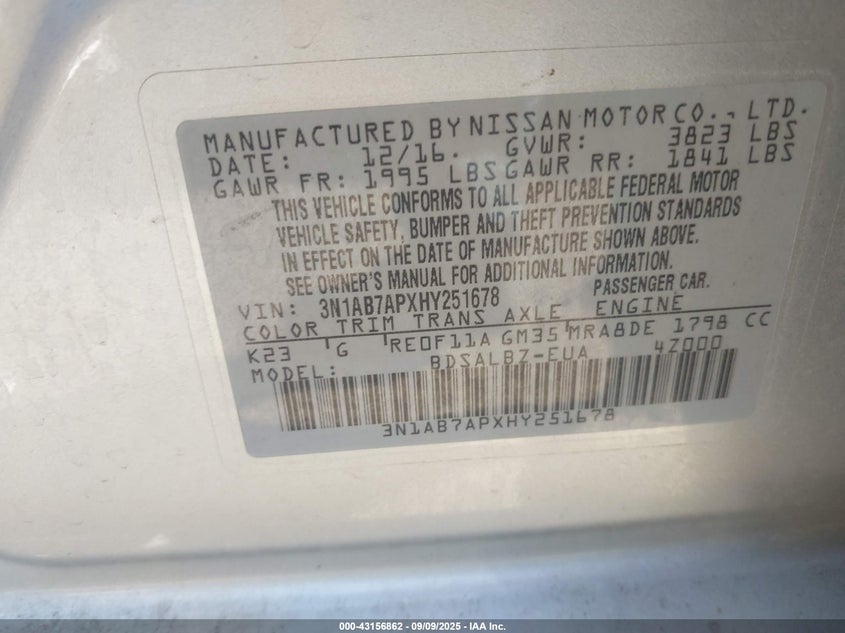 MANUFACTURED BY NISSAN MOTOR CO., LTD.
DATE: 12/16. GVWR: 3823 LBS
GAWR FR: 1995 LBS GAWR RR: 1841 LBS
THIS VEHICLE CONFORMS TO ALL APPLICABLE FEDERAL MOTOR
VEHICLE SAFETY, BUMPER AND THEFT PREVENTION STANDARDS
IN EFFECT ON THE DATE OF MANUFACTURE SHOWN ABOVE.
SEE OWNER'S MANUAL FOR ADDITIONAL INFORMATION.
VIN: 3N1AB7APXHY251678 PASSENGER CAR.
COLOR TRIM TRANS AXLE ENGINE
K23 G RE0F11A GM35 MRA8DE 1798 CC
MODEL: BDSALBZ-EUA 4Z000
3N1AB7APXHY251678
000-43156862 | 09/09/2025 - IAA Inc.